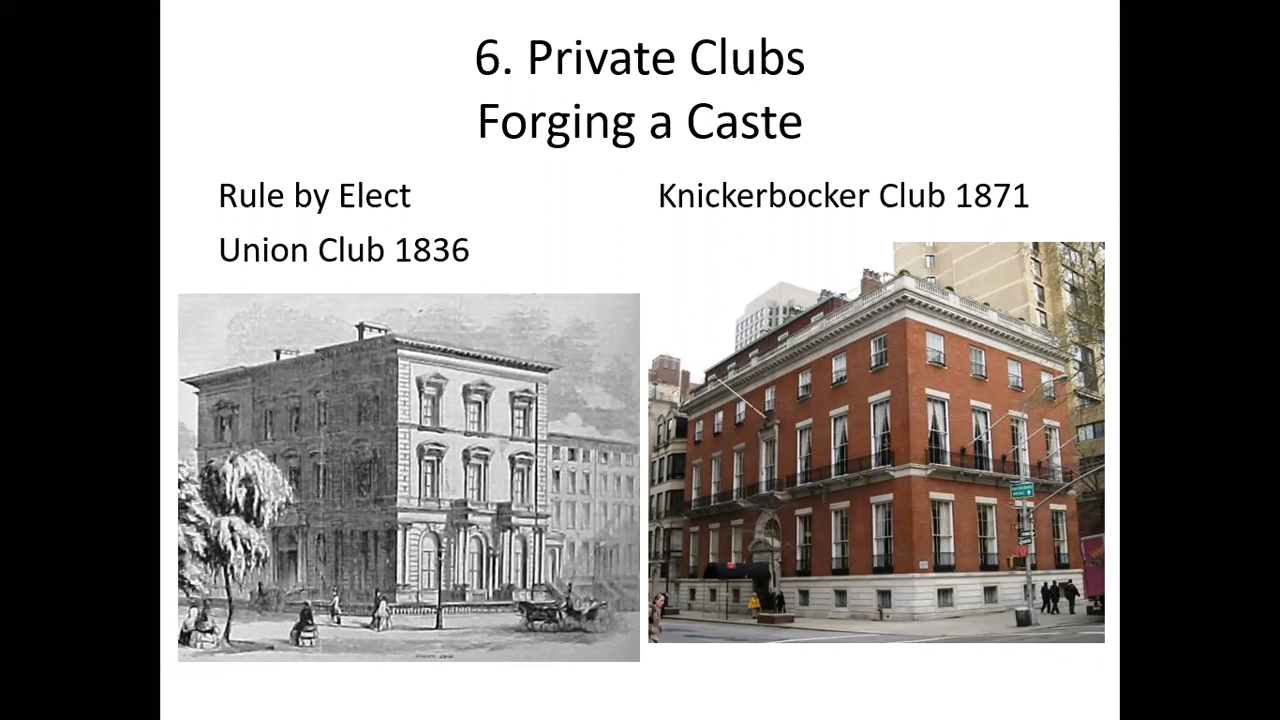 6. Private Clubs
Forging a Caste
Rule by Elect
Union Club 1836
Knickerbocker Club 1871